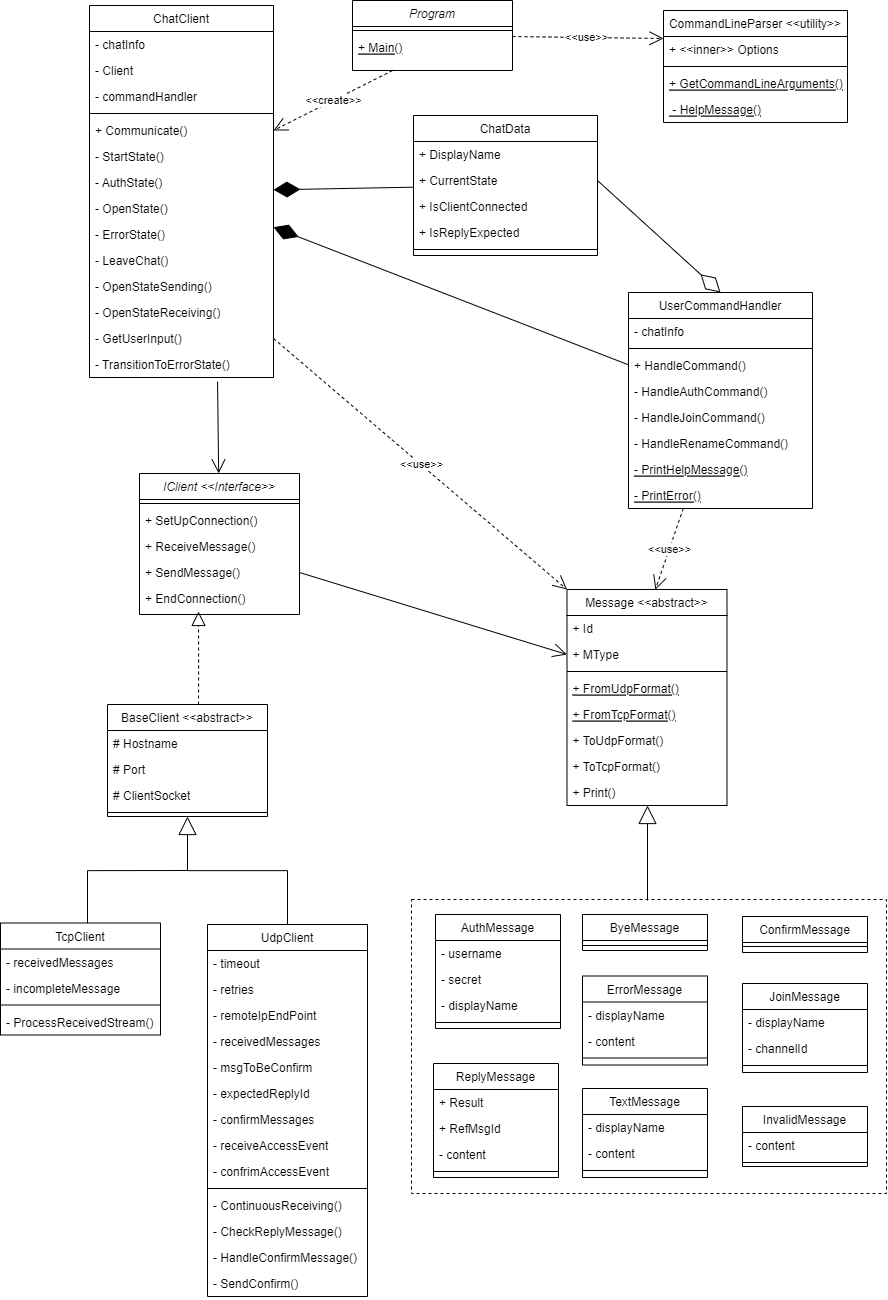 ChatClient
- chatInfo
- Client
- commandHandler
+ Communicate()
- StartState()
- AuthState()
- OpenState()
- ErrorState()
- LeaveChat()
- OpenStateSending()
- OpenStateReceiving()
- GetUserInput()
- TransitionToErrorState()
Program
+ Main()
<<use>>
<<create>>
CommandLineParser <<utility>>
+ <<inner>> Options
+ GetCommandLineArguments()
- HelpMessage()
ChatData
+ DisplayName
+ CurrentState
+ IsClientConnected
+ IsReplyExpected
UserCommandHandler
- chatInfo
+ HandleCommand()
- HandleAuthCommand()
- HandleJoinCommand()
- HandleRenameCommand()
- PrintHelpMessage()
- PrintError()
<<use>>
<<use>>
IClient <<Interface>>
+ SetUpConnection()
+ ReceiveMessage()
+ SendMessage()
+ EndConnection()
Message <<abstract>>
+ Id
+ MType
+ FromUdpFormat()
+ FromTcpFormat()
+ ToUdpFormat()
+ ToTcpFormat()
+ Print()
BaseClient <<abstract>>
# Hostname
# Port
# ClientSocket
TcpClient
- receivedMessages
- incompleteMessage
- ProcessReceivedStream()
UdpClient
- timeout
- retries
- remoteIpEndPoint
- receivedMessages
- msgToBeConfirm
- expectedReplyId
- confirmMessages
- receiveAccessEvent
- confrimAccessEvent
- ContinuousReceiving()
- CheckReplyMessage()
- HandleConfirmMessage()
- SendConfirm()
AuthMessage
- username
- secret
- displayName
ByeMessage
ConfirmMessage
ErrorMessage
- displayName
- content
JoinMessage
- displayName
- channelId
ReplyMessage
+ Result
+ RefMsgId
- content
TextMessage
- displayName
- content
InvalidMessage
- content